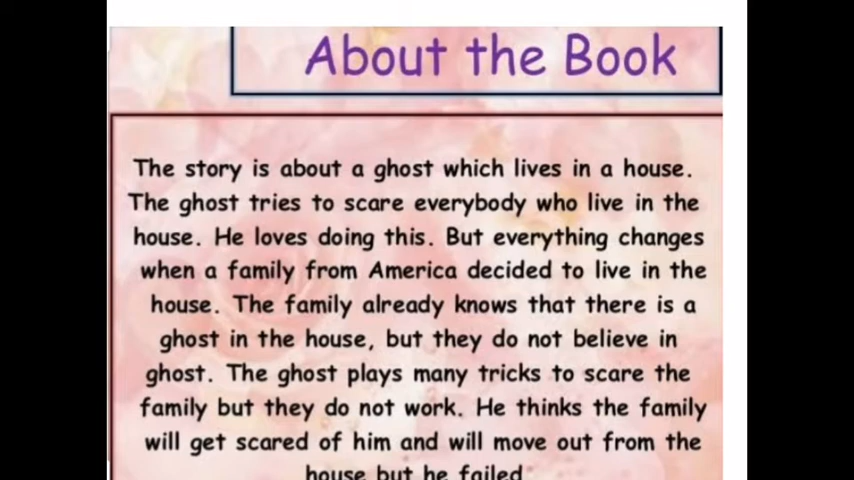 About the Book
The story is about a ghost which lives in a house.
The ghost tries to scare everybody who live in the
house. He loves doing this. But everything changes
when a family from America decided to live in the
house. The family already knows that there is a
ghost in the house, but they do not believe in
ghost. The ghost plays many tricks to scare the
family but they do not work. He thinks the family
will get scared of him and will move out from the
house but he failed.